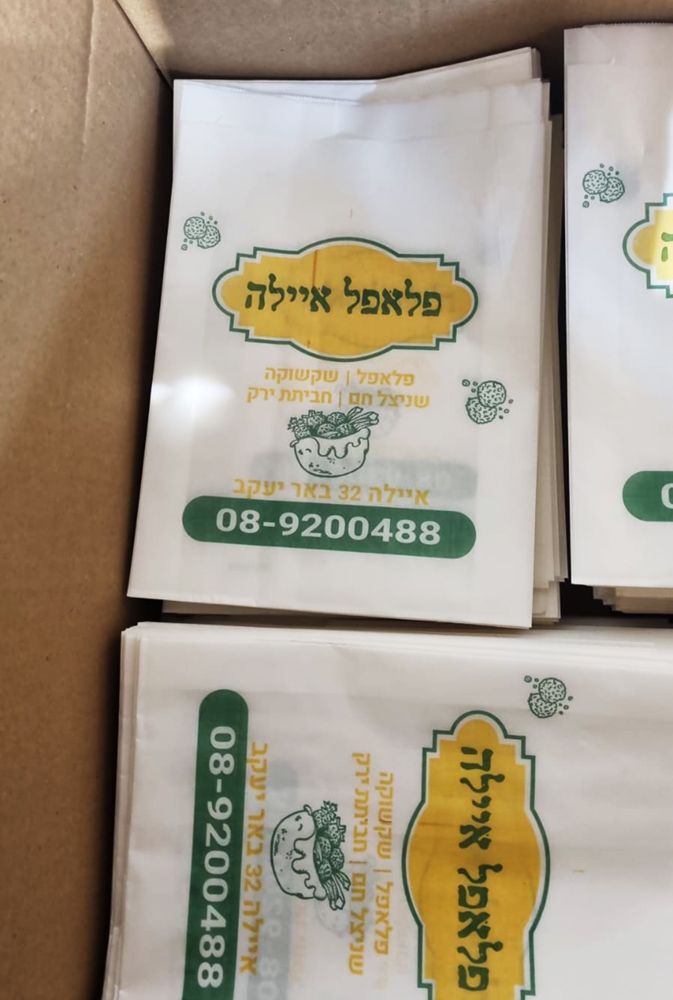 פלאפל איילה
פלאפל | שקשוקה
שניצל חם | חביתת ירק
איילה 32 באר יעקב
08-9200488
פלאפל איילה
פלאפל | שקשוקה
שניצל חם | חביתת ירק
איילה 32 באר יעקב
08-9200488